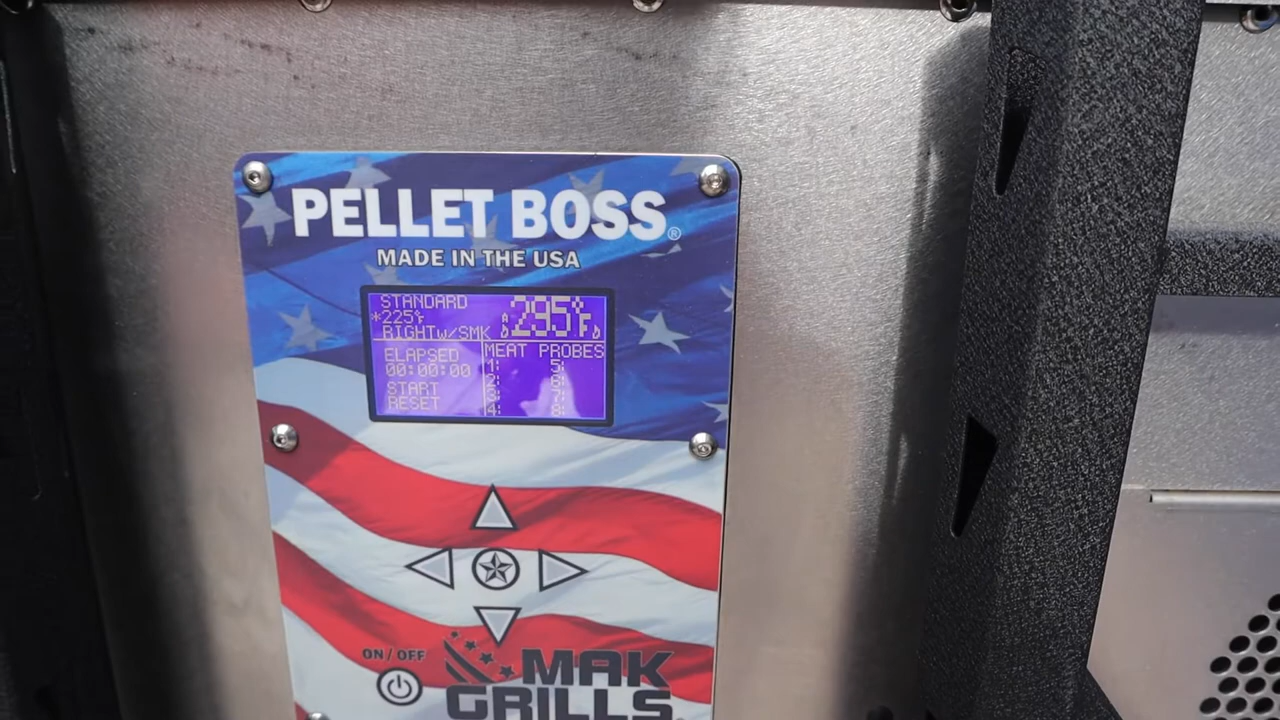 PELLET BOSS®
MADE IN THE USA
STANDARD
*225°F
RIGHTw/SMK
295°F
ELAPSED
00:00:00
START
RESET
MEAT PROBES
1: 5:
2: 6:
3: 7:
4: 8:
ON / OFF
MAK
GRILLS